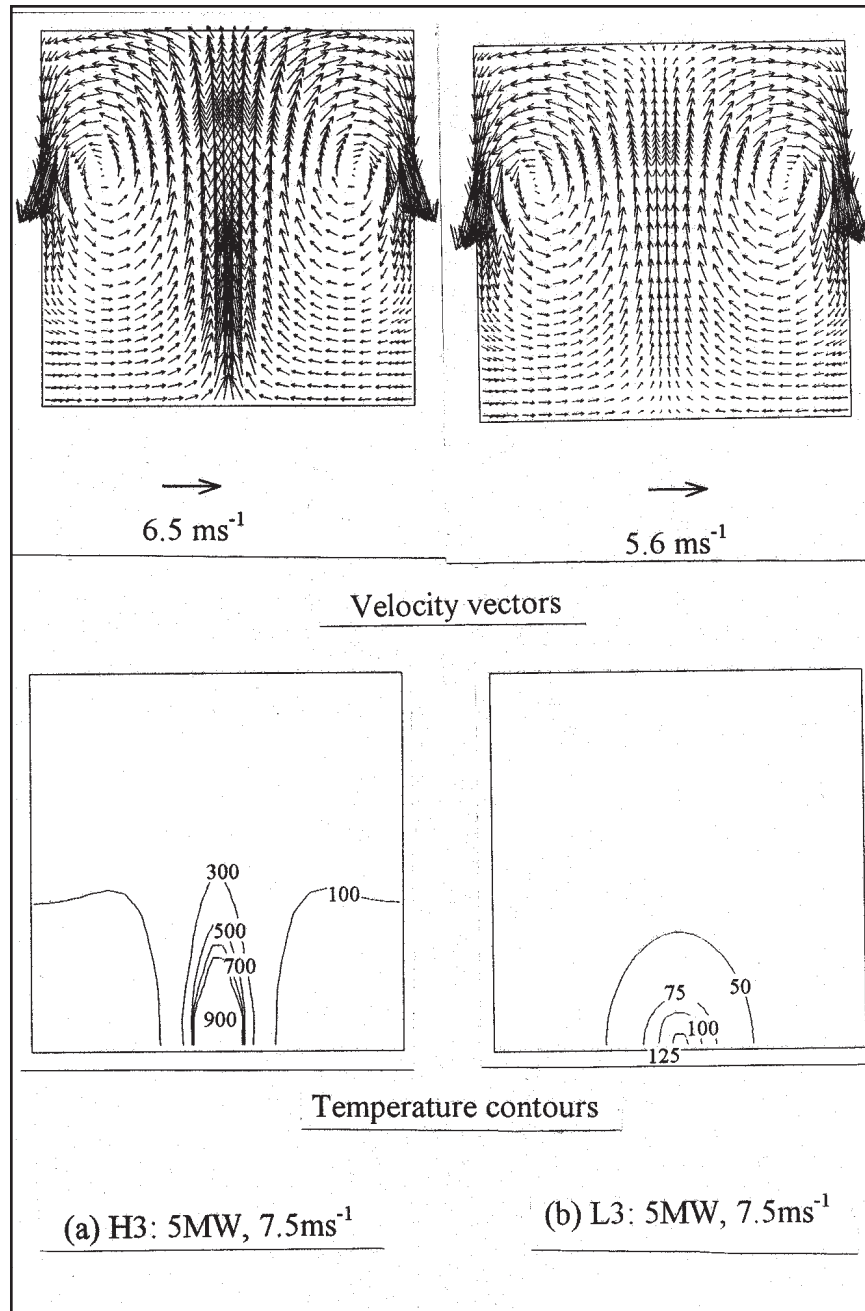 6.5 ms⁻¹
5.6 ms⁻¹
Velocity vectors
300
100
500
700
900
75
50
100
125
Temperature contours
(a) H3: 5MW, 7.5ms⁻¹
(b) L3: 5MW, 7.5ms⁻¹